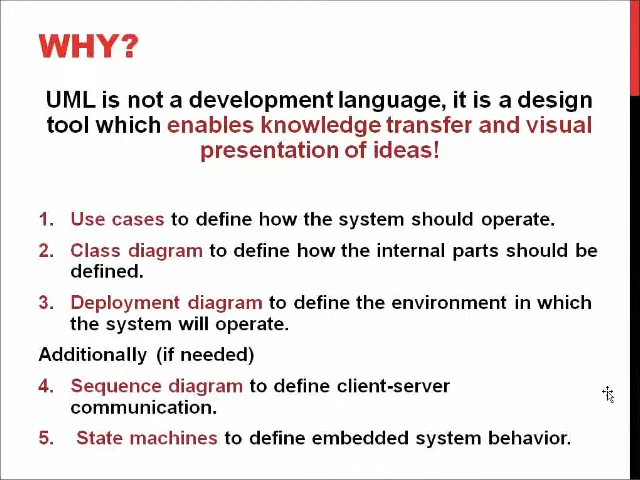 WHY?
UML is not a development language, it is a design
tool which enables knowledge transfer and visual
presentation of ideas!
1. Use cases to define how the system should operate.
2. Class diagram to define how the internal parts should be
defined.
3. Deployment diagram to define the environment in which
the system will operate.
Additionally (if needed)
4. Sequence diagram to define client-server
communication.
5. State machines to define embedded system behavior.